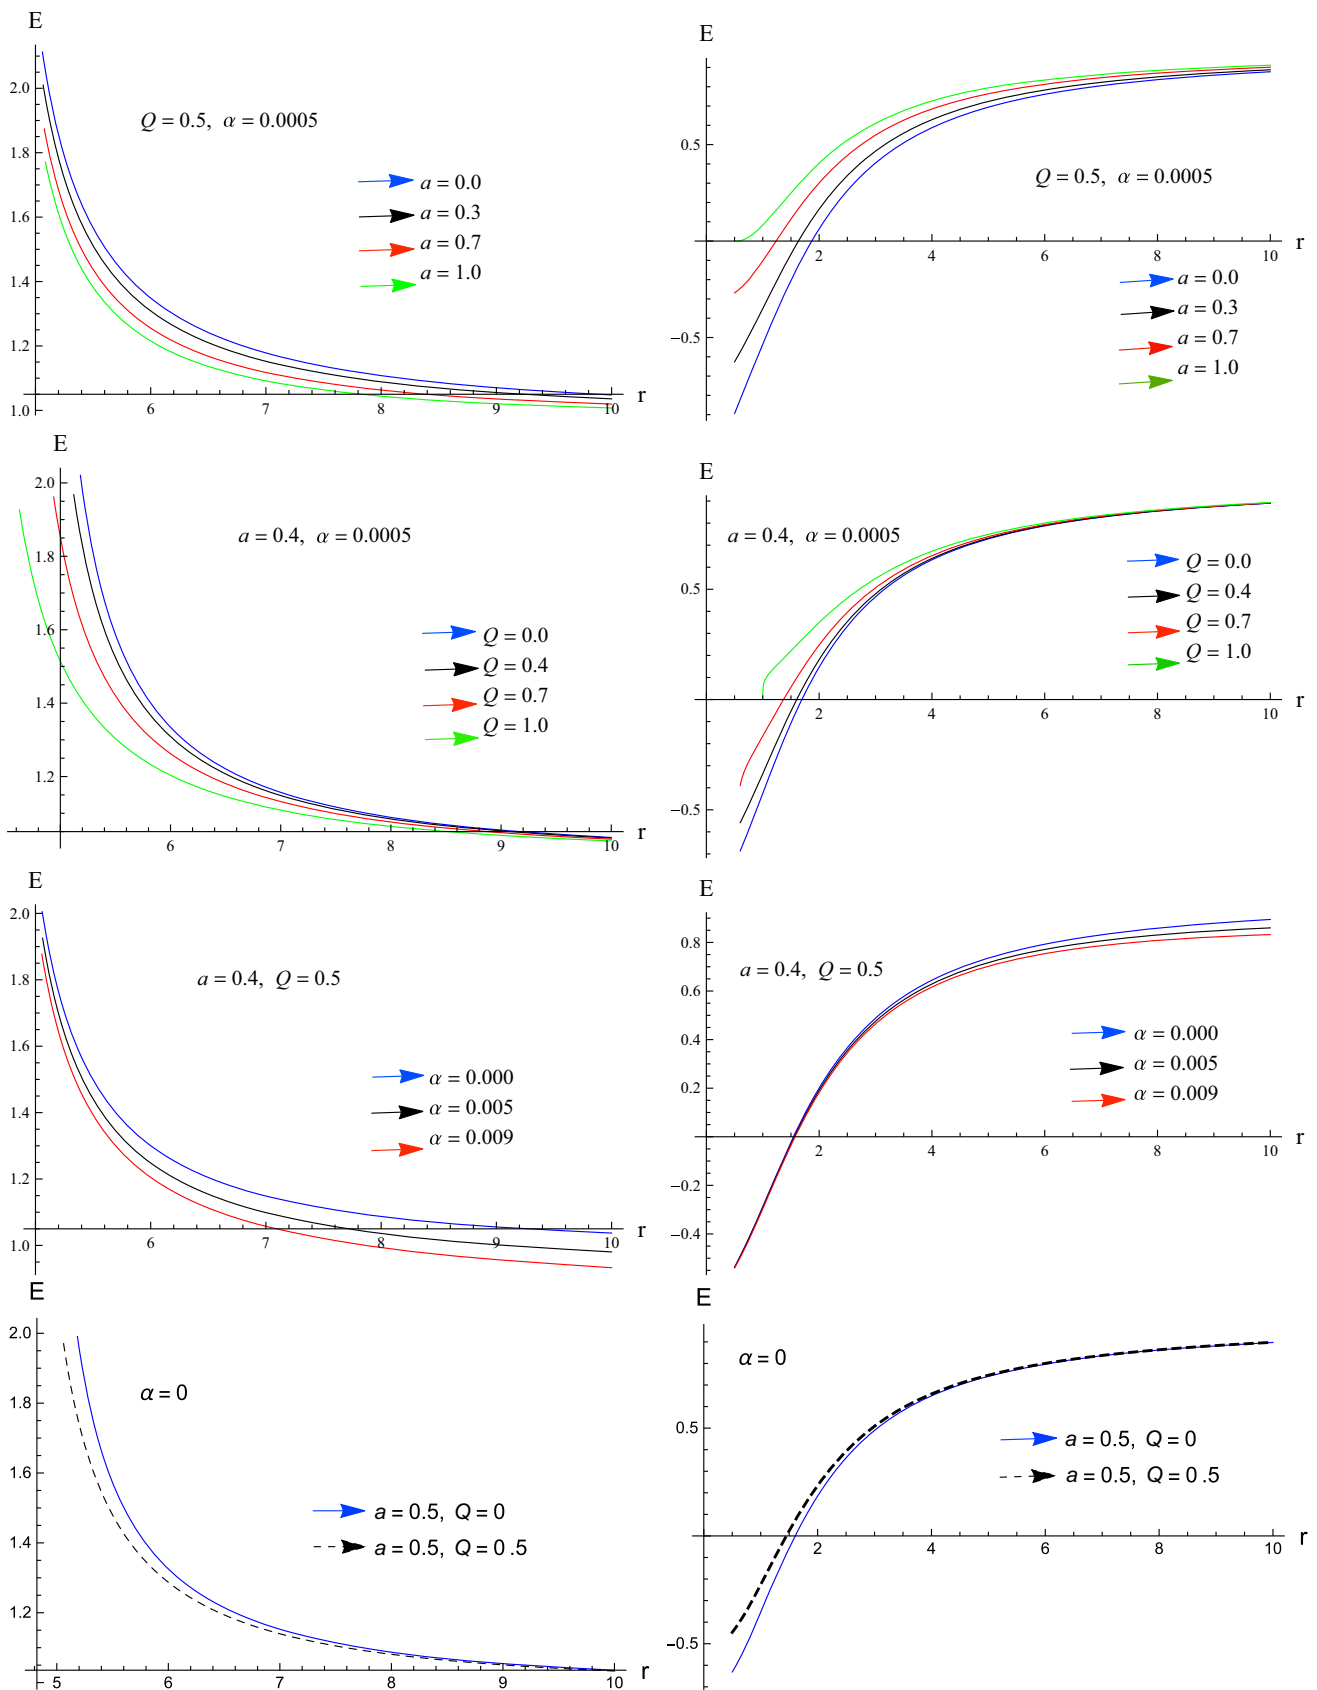 E
2.0
1.8
1.6
1.4
1.2
1.0
Q = 0.5, α = 0.0005
a = 0.0
a = 0.3
a = 0.7
a = 1.0
6 7 8 9 10 r
E
0.5
−0.5
Q = 0.5, α = 0.0005
2 4 6 8 10 r
a = 0.0
a = 0.3
a = 0.7
a = 1.0
E
2.0
1.8
1.6
1.4
1.2
a = 0.4, α = 0.0005
Q = 0.0
Q = 0.4
Q = 0.7
Q = 1.0
6 7 8 9 10 r
E
0.5
−0.5
a = 0.4, α = 0.0005
Q = 0.0
Q = 0.4
Q = 0.7
Q = 1.0
2 4 6 8 10 r
E
2.0
1.8
1.6
1.4
1.2
1.0
a = 0.4, Q = 0.5
α = 0.000
α = 0.005
α = 0.009
6 7 8 9 10 r
E
0.8
0.6
0.4
0.2
−0.2
−0.4
a = 0.4, Q = 0.5
α = 0.000
α = 0.005
α = 0.009
2 4 6 8 10 r
E
2.0
1.8
1.6
1.4
1.2
α = 0
a = 0.5, Q = 0
a = 0.5, Q = 0.5
5 6 7 8 9 10 r
E
0.5
−0.5
α = 0
a = 0.5, Q = 0
a = 0.5, Q = 0.5
2 4 6 8 10 r